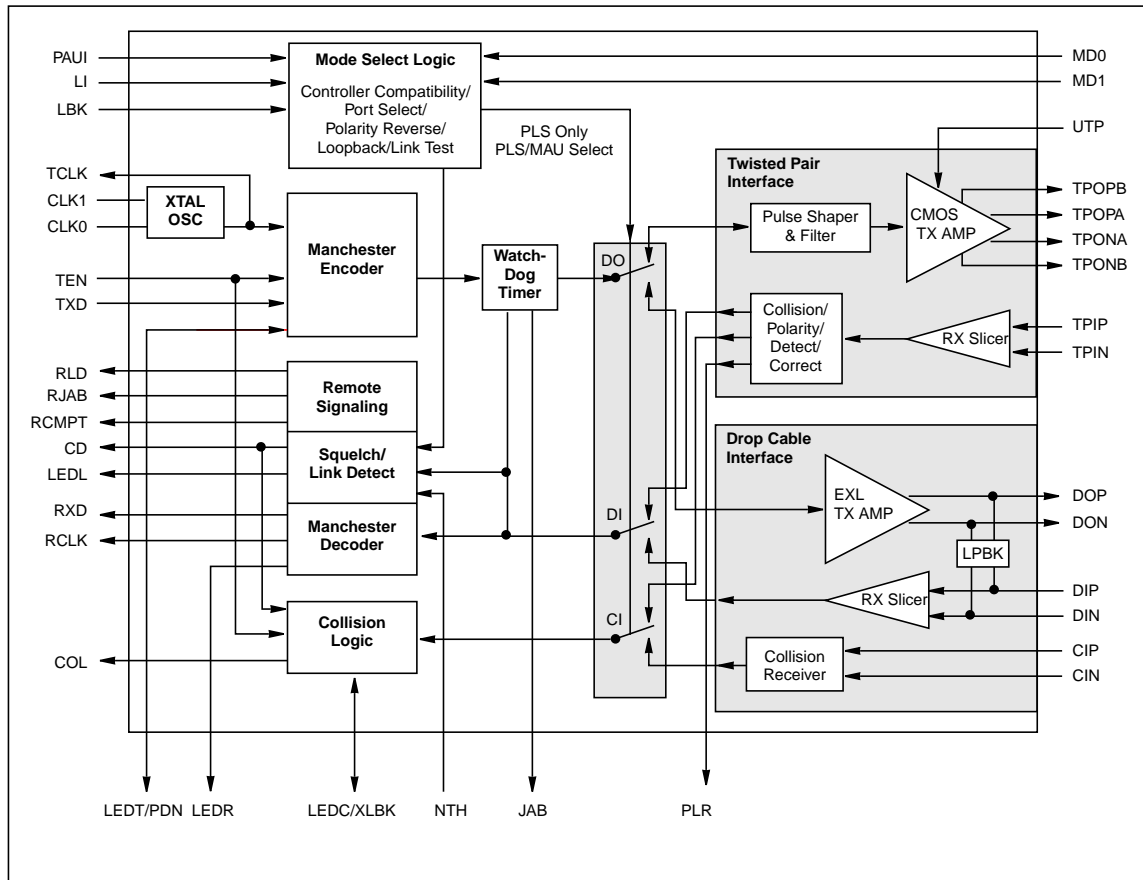 PAUI
LI
LBK
TCLK
CLK1
CLK0
TEN
TXD
RLD
RJAB
RCMPT
CD
LEDL
RXD
RCLK
COL
Mode Select Logic
Controller Compatibility/
Port Select/
Polarity Reverse/
Loopback/Link Test
XTAL
OSC
Manchester
Encoder
Remote
Signaling
Squelch/
Link Detect
Manchester
Decoder
Collision
Logic
Watch-
Dog
Timer
PLS Only
PLS/MAU Select
DO
DI
CI
Twisted Pair
Interface
Pulse Shaper
& Filter
CMOS
TX AMP
Collision/
Polarity/
Detect/
Correct
RX Slicer
Drop Cable
Interface
EXL
TX AMP
LPBK
RX Slicer
Collision
Receiver
MD0
MD1
UTP
TPOPB
TPOPA
TPONA
TPONB
TPIP
TPIN
DOP
DON
DIP
DIN
CIP
CIN
LEDT/PDN
LEDR
LEDC/XLBK
NTH
JAB
PLR